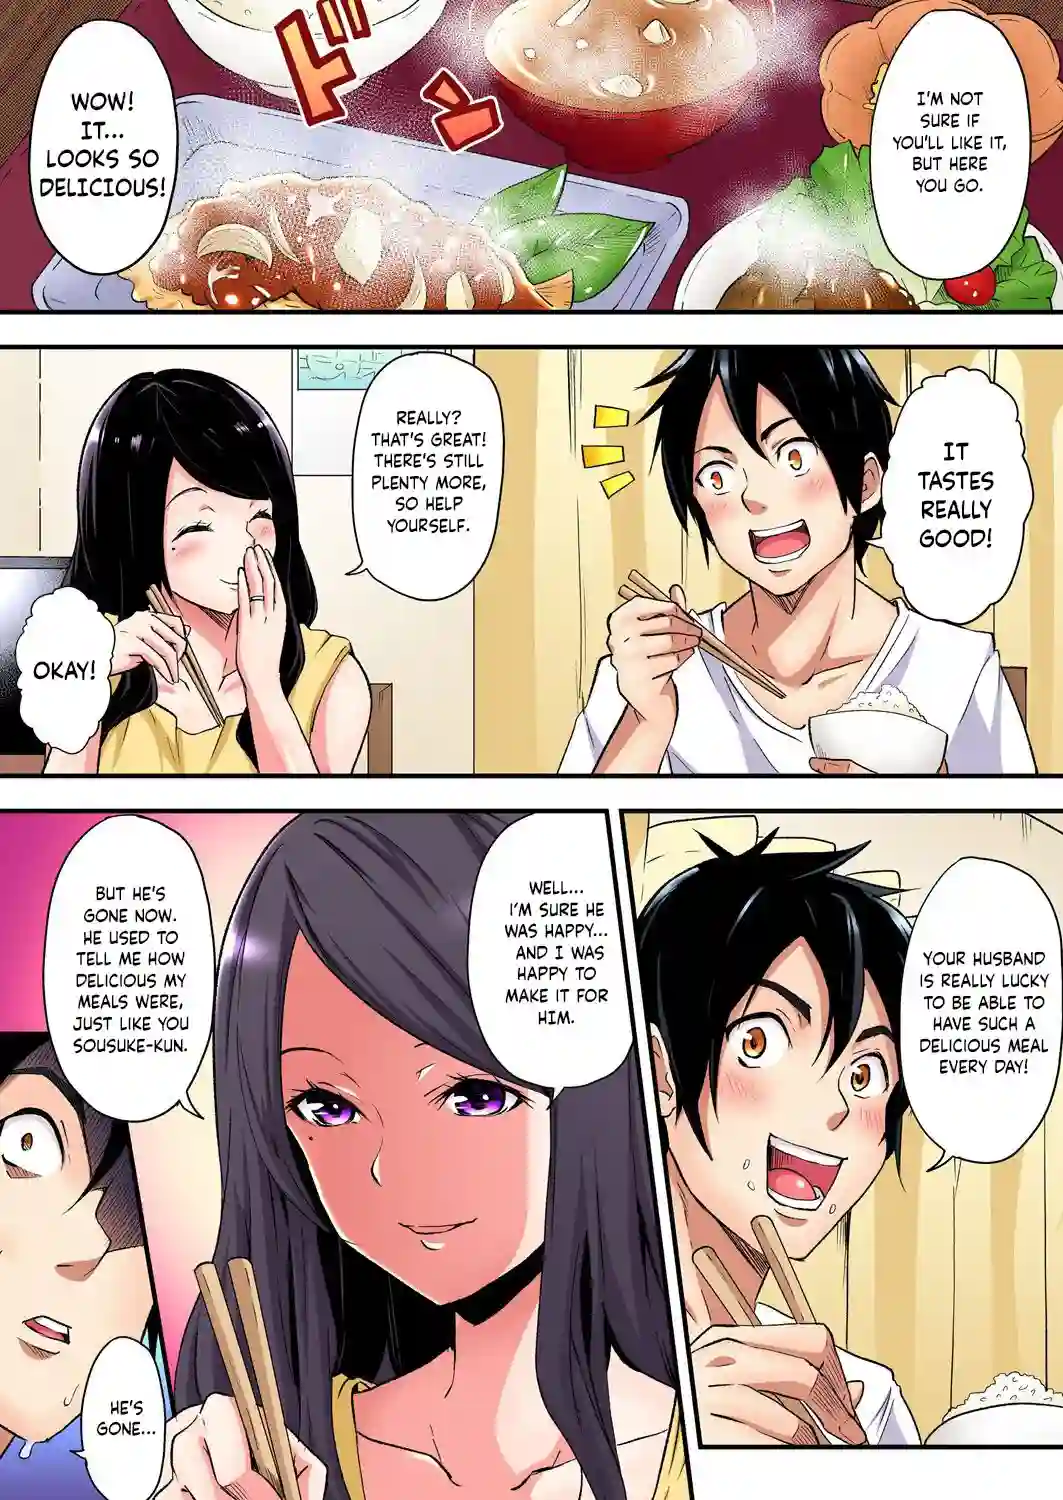 I'M NOT
SURE IF
YOU'LL LIKE IT,
BUT HERE
YOU GO.
ドン
WOW!
IT...
LOOKS SO
DELICIOUS!
IT
TASTES
REALLY
GOOD!
REALLY?
THAT'S GREAT!
THERE'S STILL
PLENTY MORE,
SO HELP
YOURSELF.
OKAY!
YOUR HUSBAND
IS REALLY LUCKY
TO BE ABLE TO
HAVE SUCH A
DELICIOUS MEAL
EVERY DAY!
WELL...
I'M SURE HE
WAS HAPPY...
AND I WAS
HAPPY TO
MAKE IT FOR
HIM.
BUT HE'S
GONE NOW.
HE USED TO
TELL ME HOW
DELICIOUS MY
MEALS WERE,
JUST LIKE YOU
SOUSUKE-KUN.
HE'S
GONE...